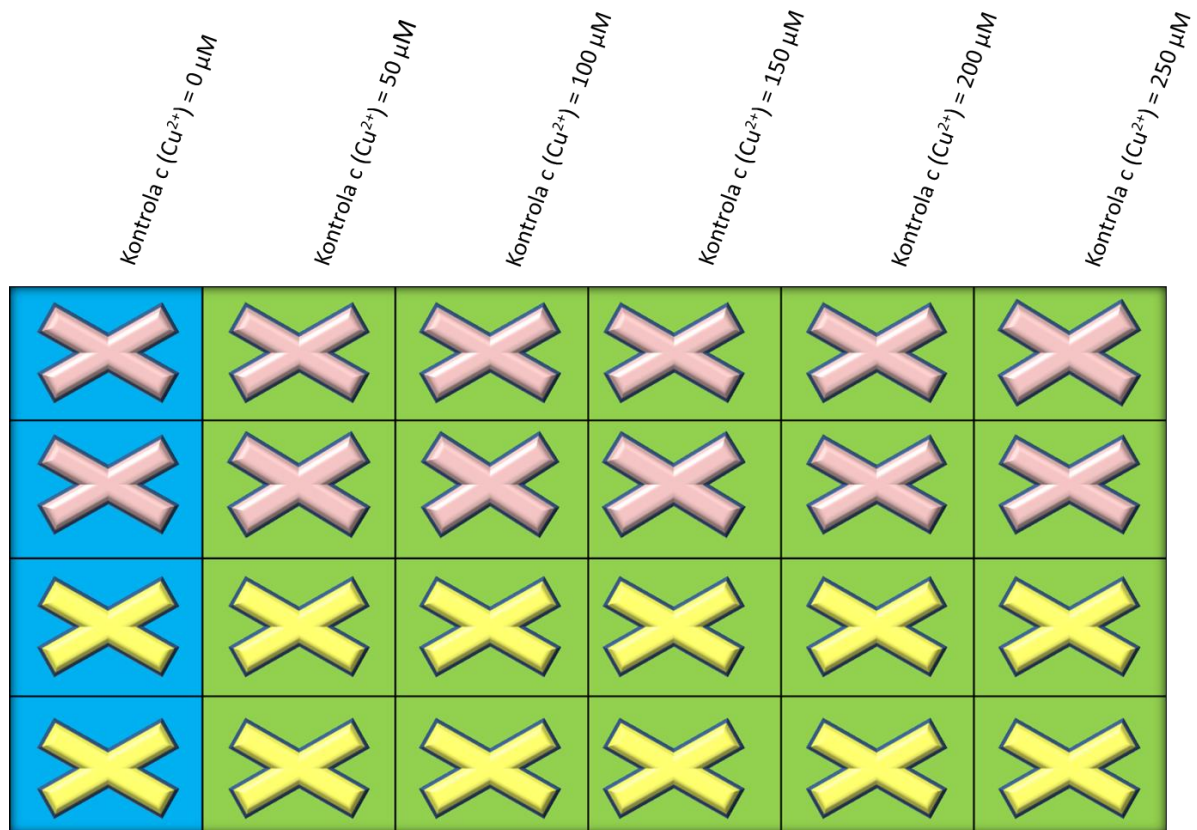 Kontrola c (Cu²⁺) = 0 µM
Kontrola c (Cu²⁺) = 50 µM
Kontrola c (Cu²⁺) = 100 µM
Kontrola c (Cu²⁺) = 150 µM
Kontrola c (Cu²⁺) = 200 µM
Kontrola c (Cu²⁺) = 250 µM